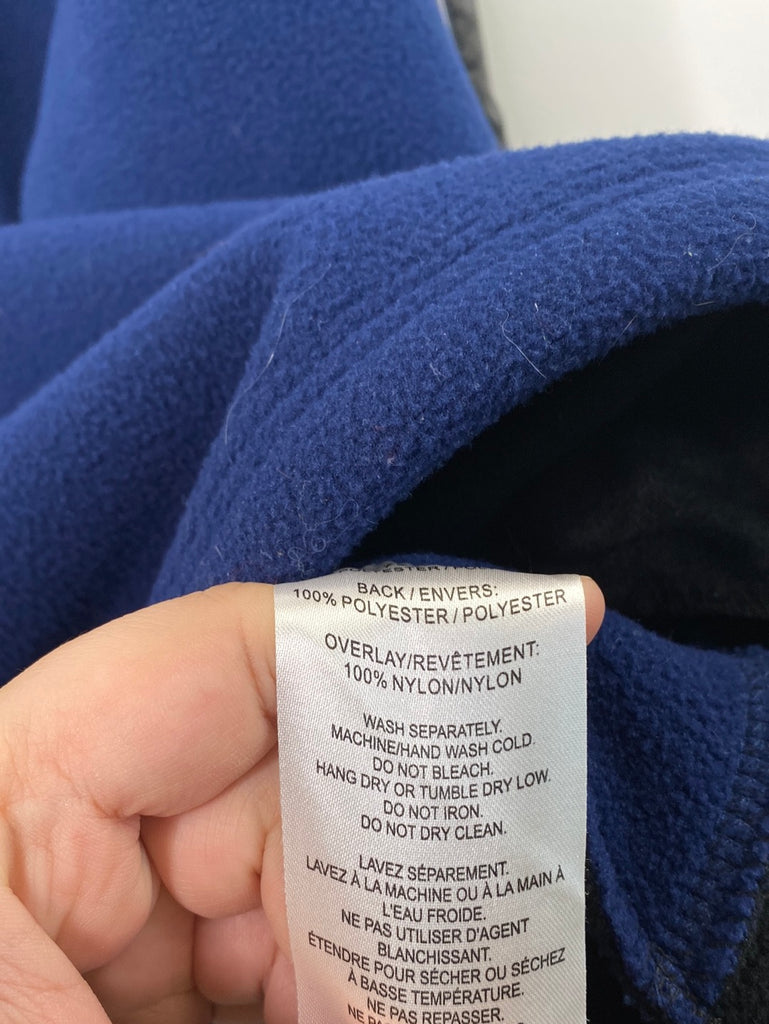 BACK / ENVERS:
100% POLYESTER / POLYESTER
OVERLAY/REVÊTEMENT:
100% NYLON/NYLON
WASH SEPARATELY.
MACHINE/HAND WASH COLD.
DO NOT BLEACH.
HANG DRY OR TUMBLE DRY LOW.
DO NOT IRON.
DO NOT DRY CLEAN.
LAVEZ SÉPAREMENT.
LAVEZ À LA MACHINE OU À LA MAIN À
L'EAU FROIDE.
NE PAS UTILISER D'AGENT
BLANCHISSANT.
ÉTENDRE POUR SÉCHER OU SÉCHEZ
À BASSE TEMPÉRATURE.
NE PAS REPASSER.